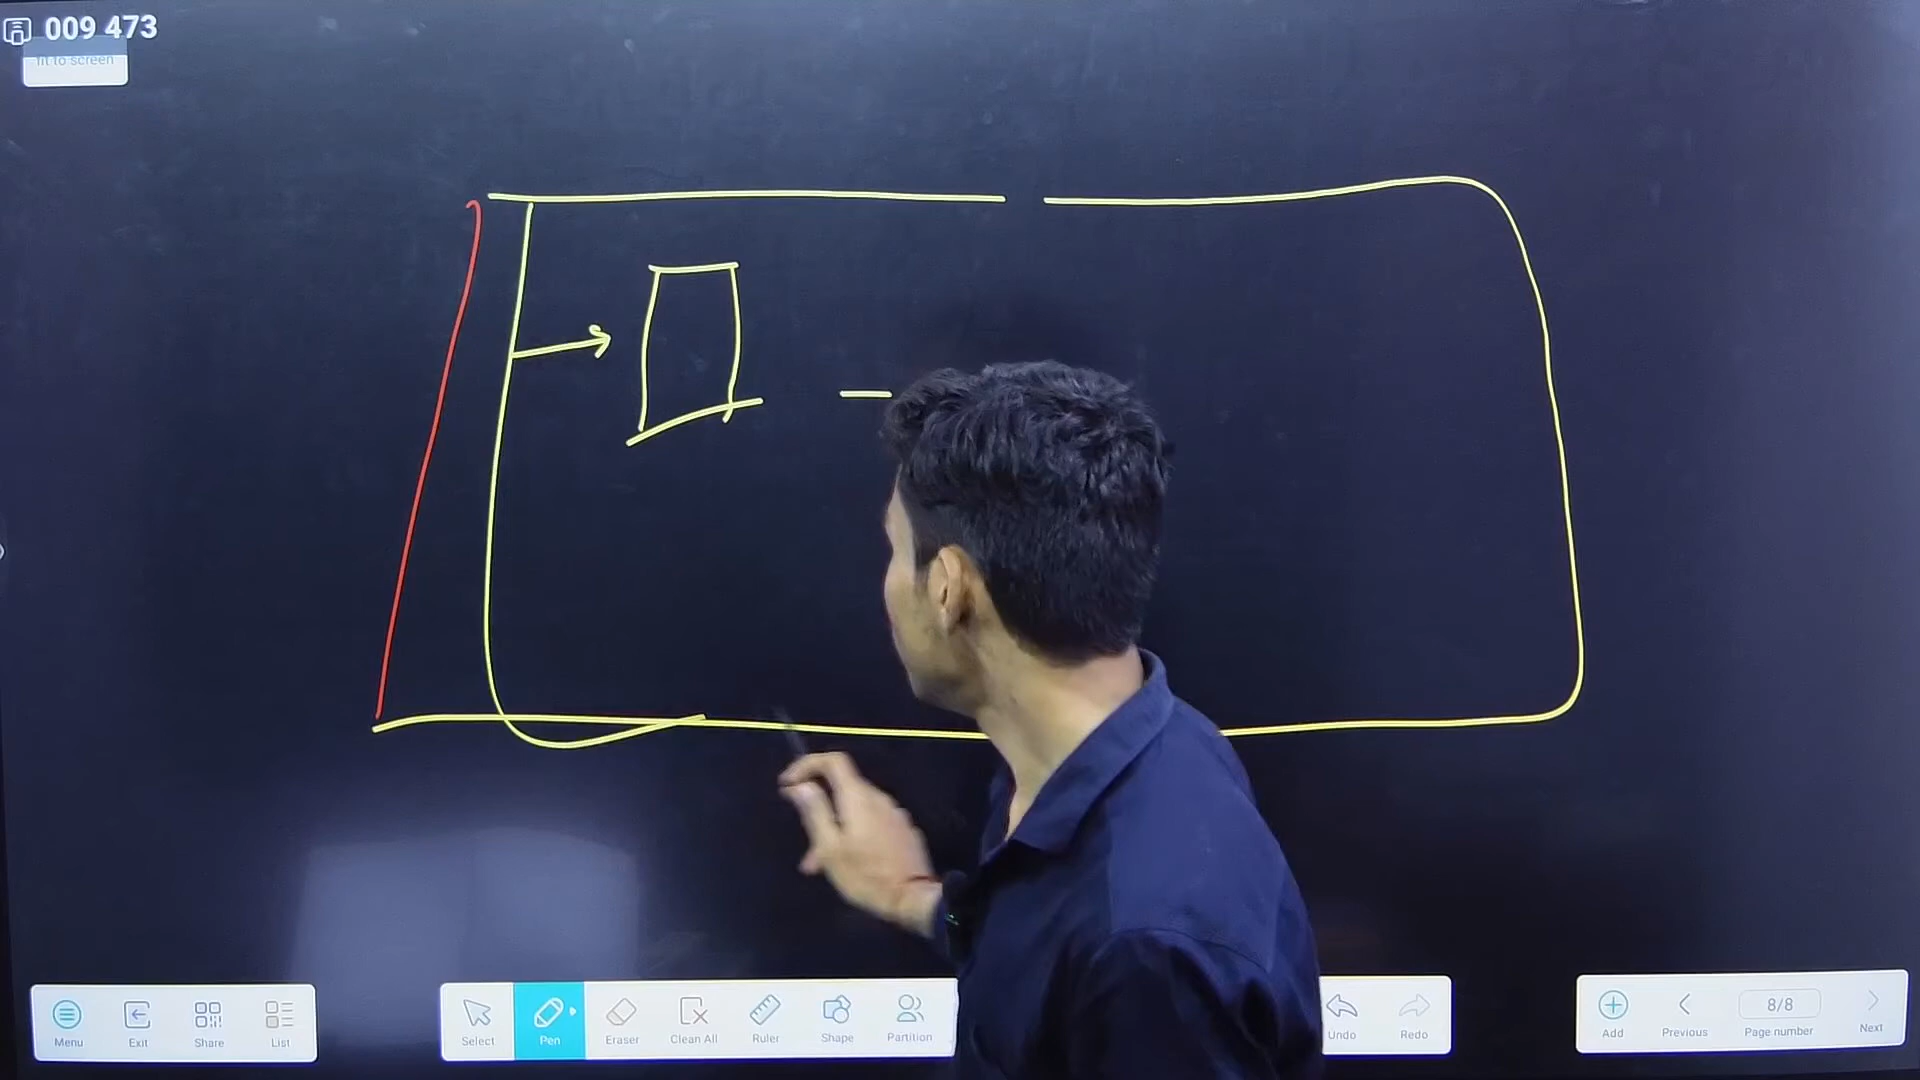 009 473
fit to screen
Menu Exit Share List
Select Pen Eraser Clean All Ruler Shape Partition
Undo Redo
Add Previous 8/8 Page number Next